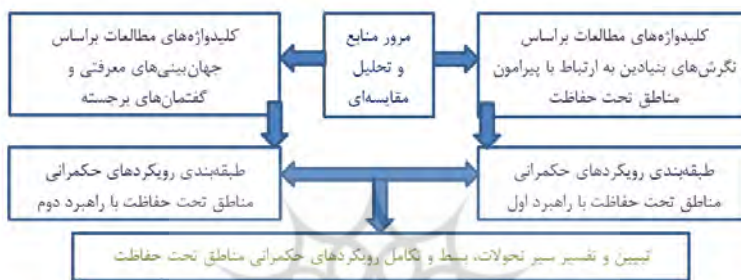 کلیدواژه‌های مطالعات براساس
نگرش‌های بنیادین به ارتباط با پیرامون
مناطق تحت حفاظت
مرور منابع
و تحلیل
مقایسه‌ای
کلیدواژه‌های مطالعات براساس
جهان‌بینی‌های معرفتی و
گفتمان‌های برجسته
طبقه‌بندی رویکردهای حکمرانی
مناطق تحت حفاظت با راهبرد اول
طبقه‌بندی رویکردهای حکمرانی
مناطق تحت حفاظت با راهبرد دوم
تبیین و تفسیر سیر تحولات، بسط و تکامل رویکردهای حکمرانی مناطق تحت حفاظت